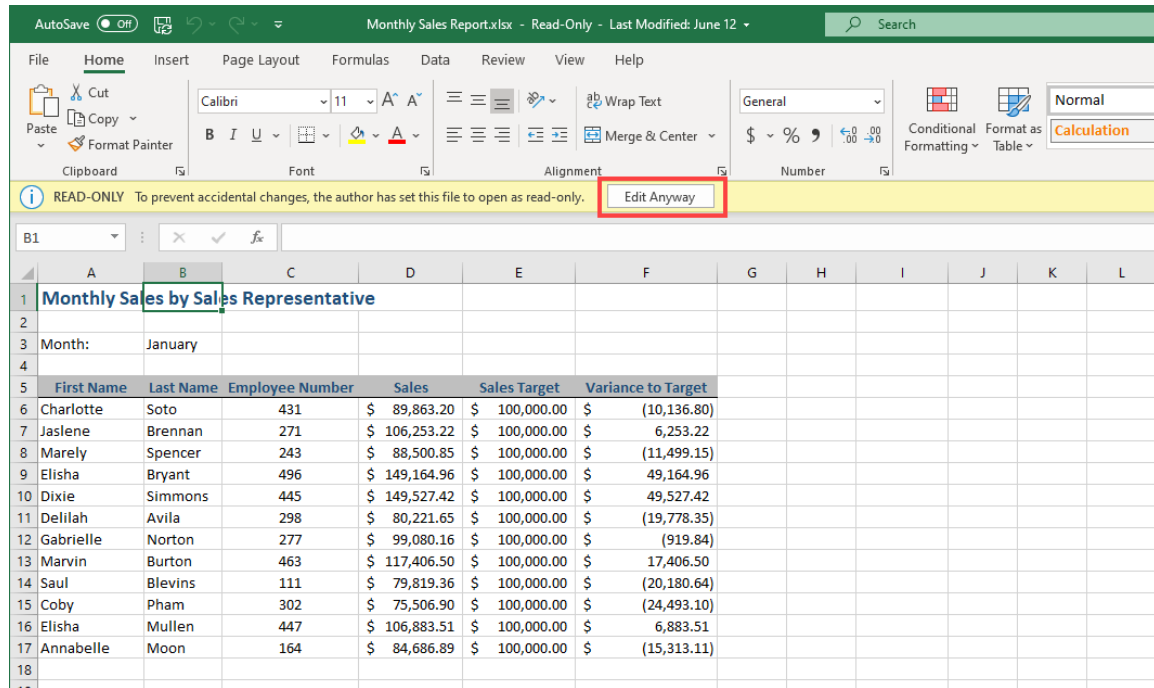 AutoSave Off Monthly Sales Report.xlsx - Read-Only - Last Modified: June 12 Search
File Home Insert Page Layout Formulas Data Review View Help
Paste
Cut
Copy
Format Painter
Clipboard
Calibri 11 A A
B I U A
Font
ab Wrap Text
Merge & Center
Alignment
General
$ % 9 .00 .00
Number
Conditional Formatting
Format as Table
Normal
Calculation
READ-ONLY To prevent accidental changes, the author has set this file to open as read-only. Edit Anyway
B1 fx
A B C D E F G H I J K L
1 Monthly Sales by Sales Representative
2
3 Month: January
4
5 First Name Last Name Employee Number Sales Sales Target Variance to Target
6 Charlotte Soto 431 $ 89,863.20 $ 100,000.00 $ (10,136.80)
7 Jaslene Brennan 271 $ 106,253.22 $ 100,000.00 $ 6,253.22
8 Marely Spencer 243 $ 88,500.85 $ 100,000.00 $ (11,499.15)
9 Elisha Bryant 496 $ 149,164.96 $ 100,000.00 $ 49,164.96
10 Dixie Simmons 445 $ 149,527.42 $ 100,000.00 $ 49,527.42
11 Delilah Avila 298 $ 80,221.65 $ 100,000.00 $ (19,778.35)
12 Gabrielle Norton 277 $ 99,080.16 $ 100,000.00 $ (919.84)
13 Marvin Burton 463 $ 117,406.50 $ 100,000.00 $ 17,406.50
14 Saul Blevins 111 $ 79,819.36 $ 100,000.00 $ (20,180.64)
15 Coby Pham 302 $ 75,506.90 $ 100,000.00 $ (24,493.10)
16 Elisha Mullen 447 $ 106,883.51 $ 100,000.00 $ 6,883.51
17 Annabelle Moon 164 $ 84,686.89 $ 100,000.00 $ (15,313.11)
18